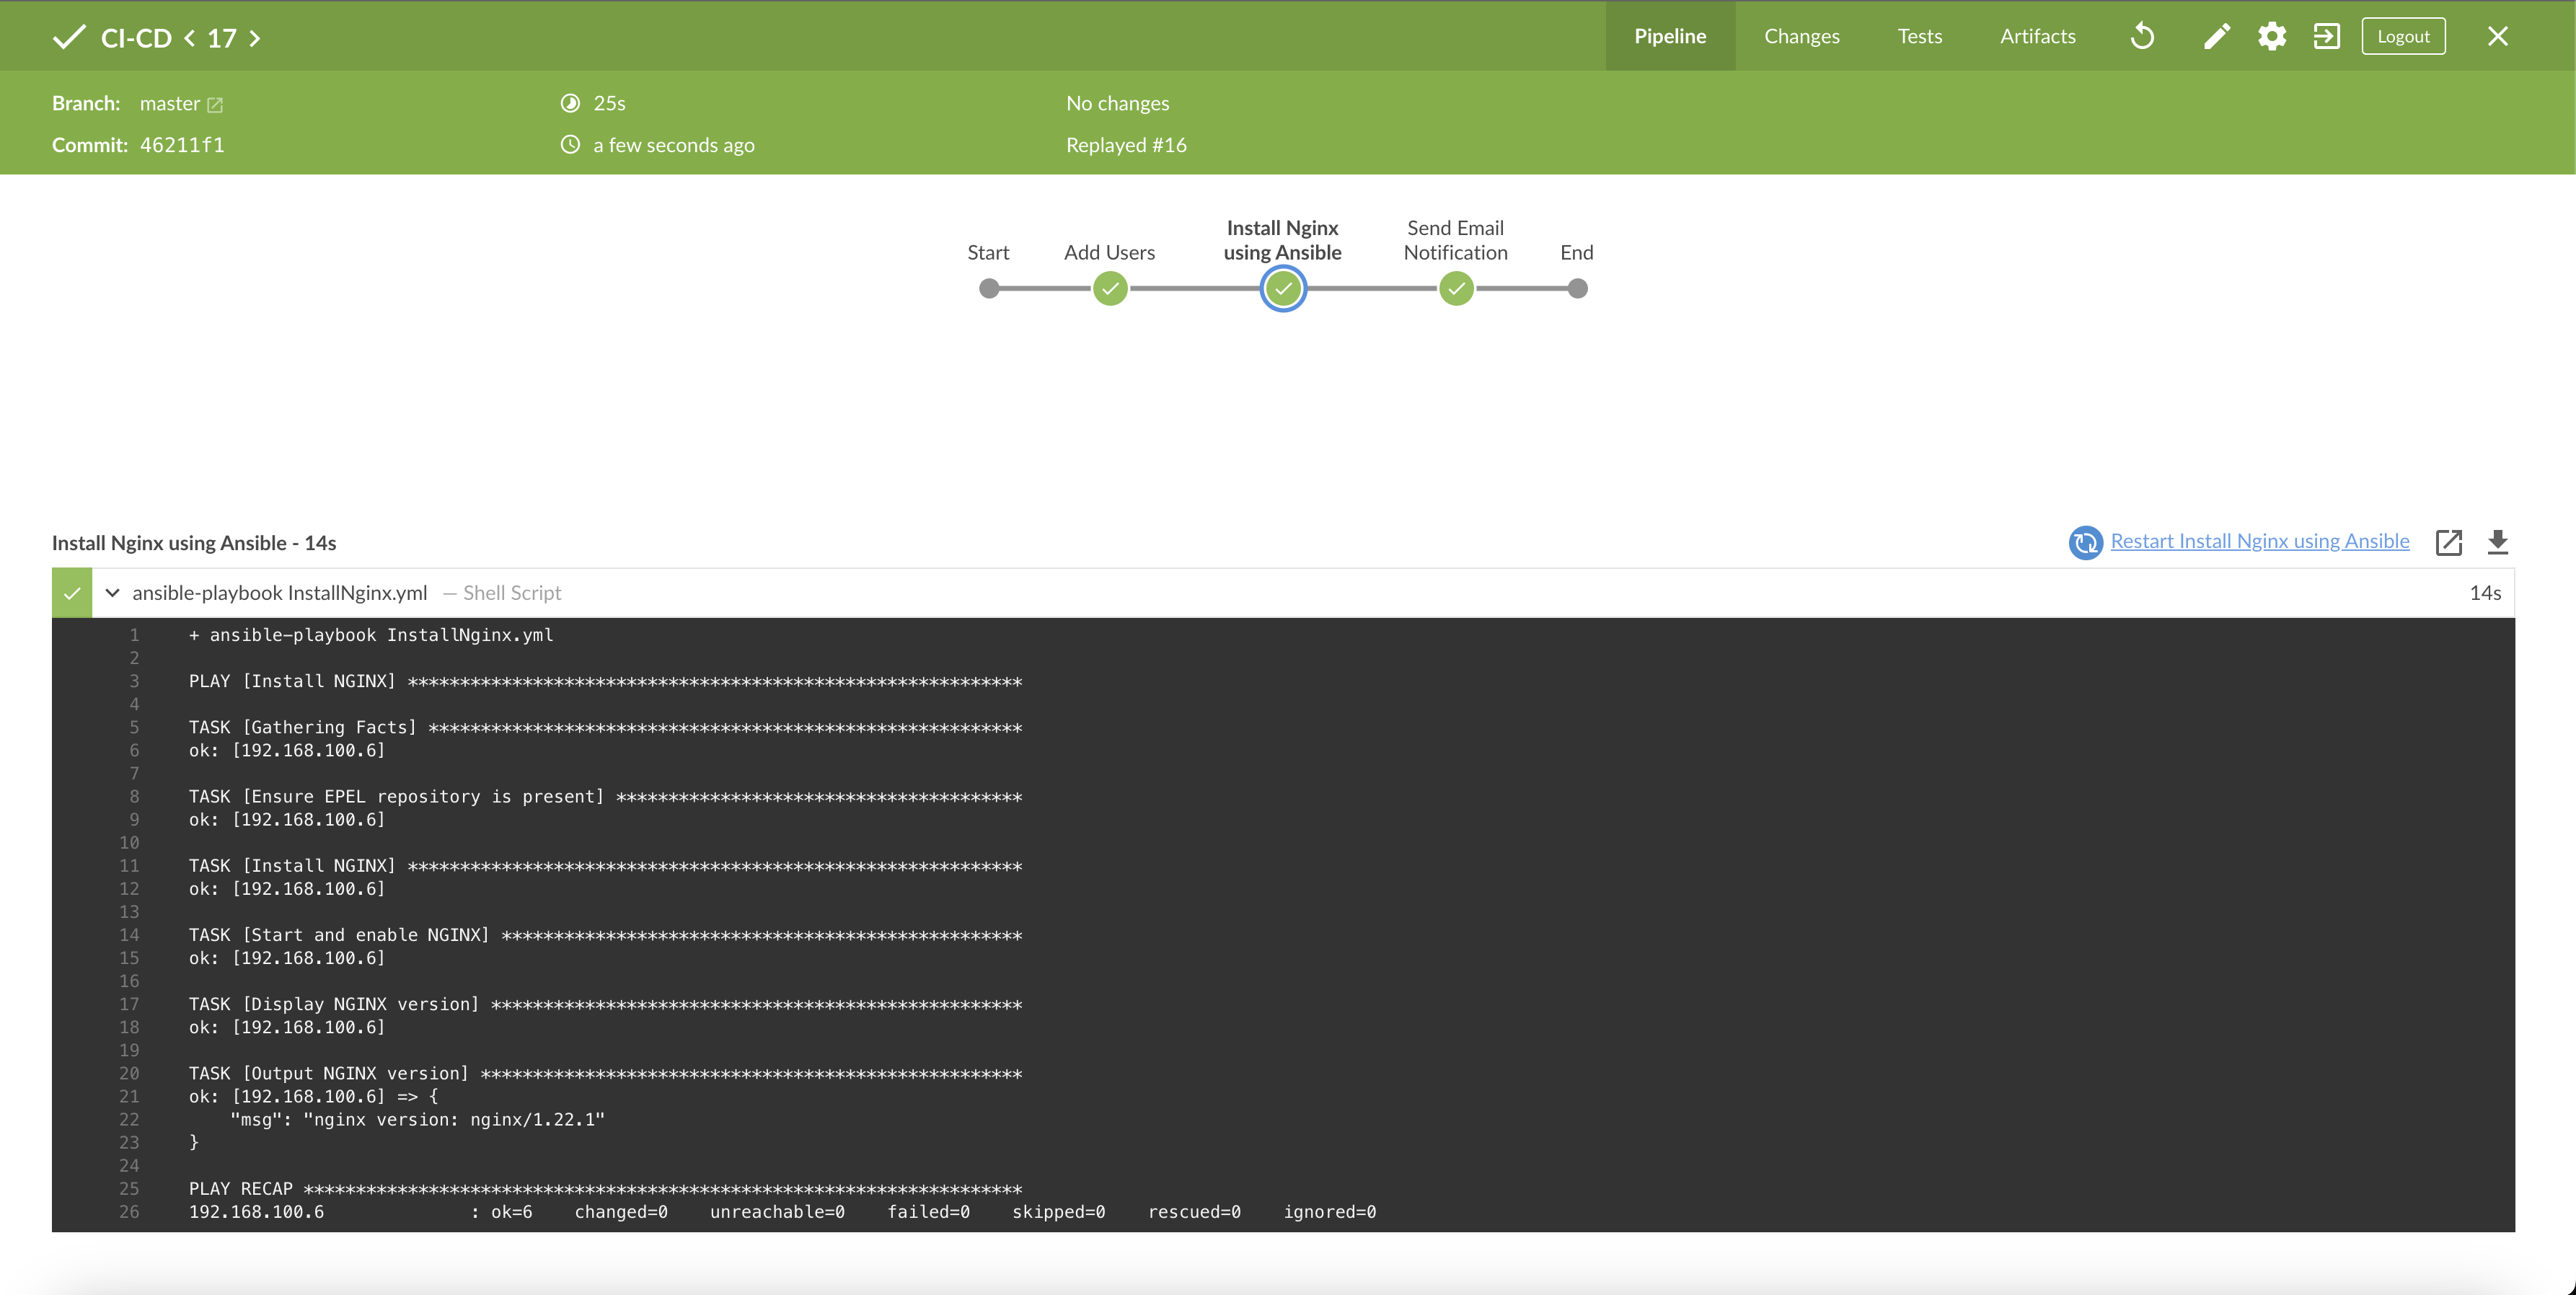 CI-CD < 17 >
Pipeline Changes Tests Artifacts Logout
Branch: master 25s No changes
Commit: 46211f1 a few seconds ago Replayed #16
Start
Add Users
Install Nginx
using Ansible
Send Email
Notification
End
Install Nginx using Ansible - 14s
Restart Install Nginx using Ansible
ansible-playbook InstallNginx.yml — Shell Script 14s
1 + ansible-playbook InstallNginx.yml
2
3 PLAY [Install NGINX] ***********************************************************
4
5 TASK [Gathering Facts] *********************************************************
6 ok: [192.168.100.6]
7
8 TASK [Ensure EPEL repository is present] ***************************************
9 ok: [192.168.100.6]
10
11 TASK [Install NGINX] ***********************************************************
12 ok: [192.168.100.6]
13
14 TASK [Start and enable NGINX] **************************************************
15 ok: [192.168.100.6]
16
17 TASK [Display NGINX version] ***************************************************
18 ok: [192.168.100.6]
19
20 TASK [Output NGINX version] ****************************************************
21 ok: [192.168.100.6] => {
22 "msg": "nginx version: nginx/1.22.1"
23 }
24
25 PLAY RECAP *********************************************************************
26 192.168.100.6 : ok=6 changed=0 unreachable=0 failed=0 skipped=0 rescued=0 ignored=0